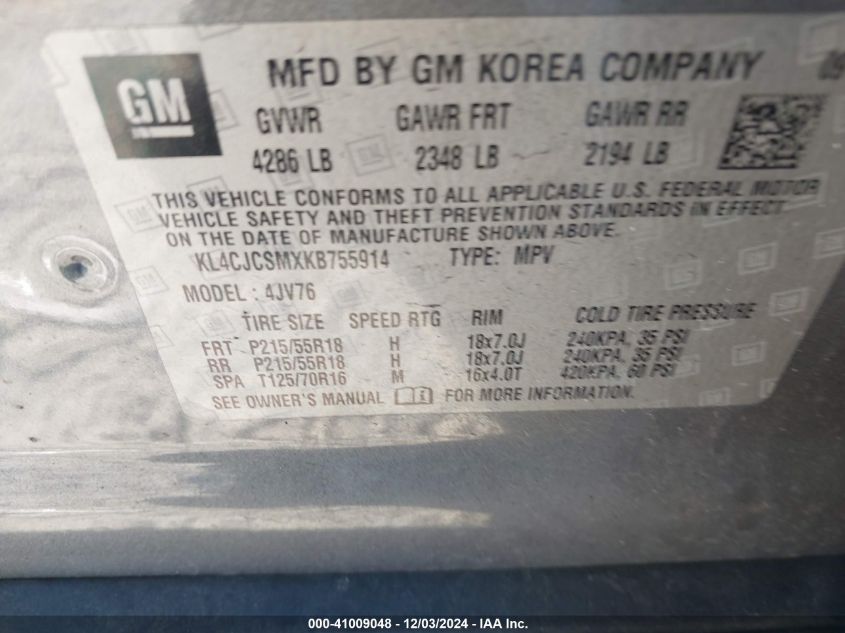 GM
MFD BY GM KOREA COMPANY 09
GVWR GAWR FRT GAWR RR
4286 LB 2348 LB 2194 LB
THIS VEHICLE CONFORMS TO ALL APPLICABLE U.S. FEDERAL MOTOR
VEHICLE SAFETY AND THEFT PREVENTION STANDARDS IN EFFECT
ON THE DATE OF MANUFACTURE SHOWN ABOVE.
KL4CJCSMXKB755914 TYPE: MPV
MODEL : 4JV76
TIRE SIZE SPEED RTG RIM COLD TIRE PRESSURE
FRT P215/55R18 H 18x7.0J 240KPA, 35 PSI
RR P215/55R18 H 18x7.0J 240KPA, 35 PSI
SPA T125/70R16 M 16x4.0T 420KPA, 60 PSI
SEE OWNER'S MANUAL FOR MORE INFORMATION.
000-41009048 - 12/03/2024 - IAA Inc.